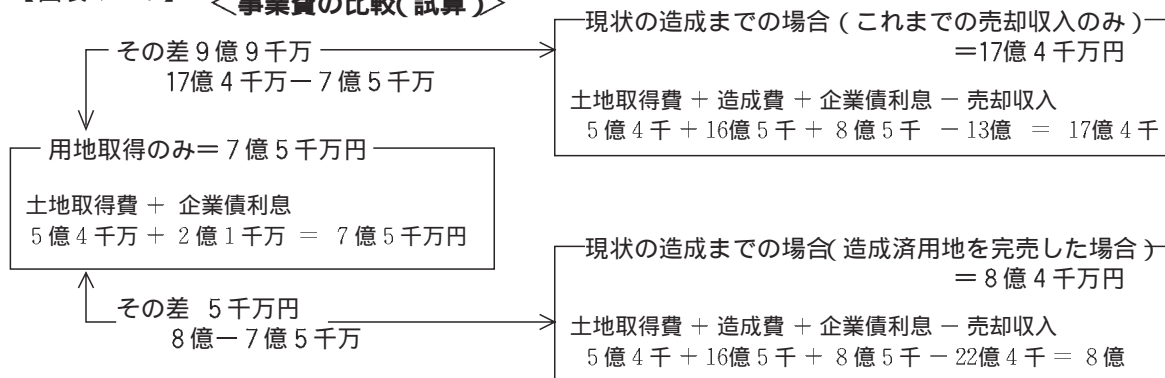 <事業費の比較(試算)>
その差9億9千万
17億4千万－7億5千万
現状の造成までの場合(これまでの売却収入のみ)
＝17億4千万円
土地取得費 + 造成費 + 企業債利息 － 売却収入
5億4千 + 16億5千 + 8億5千 －13億 = 17億4千
用地取得のみ＝7億5千万円
土地取得費 + 企業債利息
5億4千万 + 2億1千万 = 7億5千万円
現状の造成までの場合(造成済用地を完売した場合)
＝8億4千万円
その差 5千万円
8億－7億5千万
土地取得費 + 造成費 + 企業債利息 － 売却収入
5億4千 + 16億5千 + 8億5千 －22億4千 = 8億